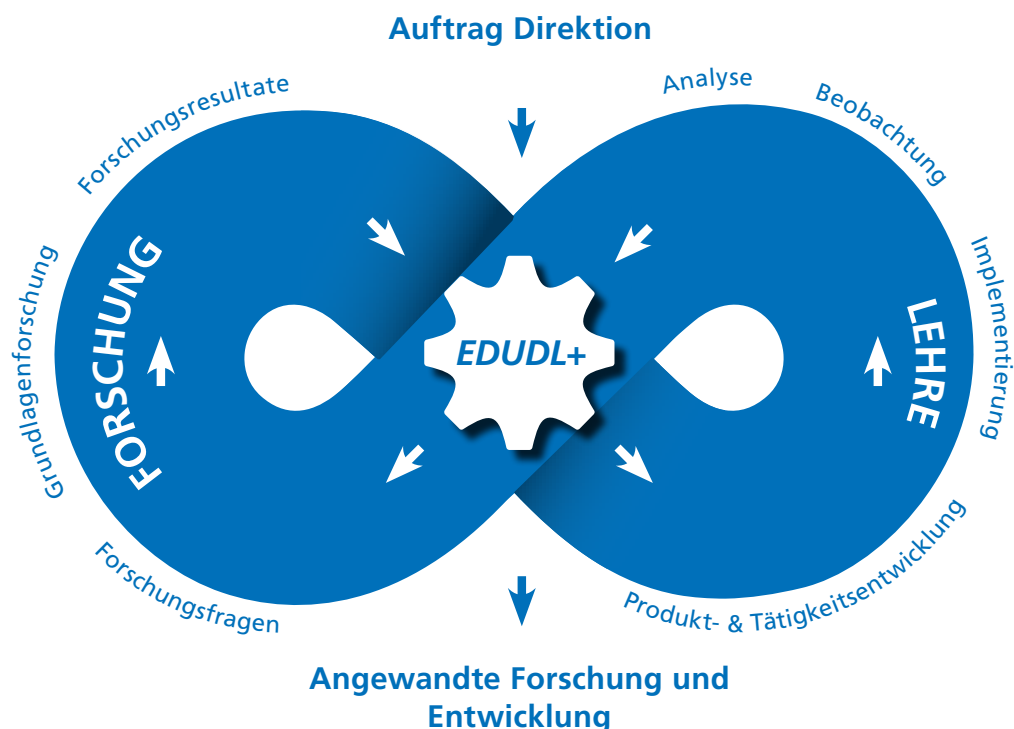 Auftrag Direktion
Forschungsresultate
Analyse
Beobachtung
Grundlagenforschung
FORSCHUNG
EDUDL+
LEHRE
Implementierung
Forschungsfragen
Produkt- & Tätigkeitsentwicklung
Angewandte Forschung und
Entwicklung